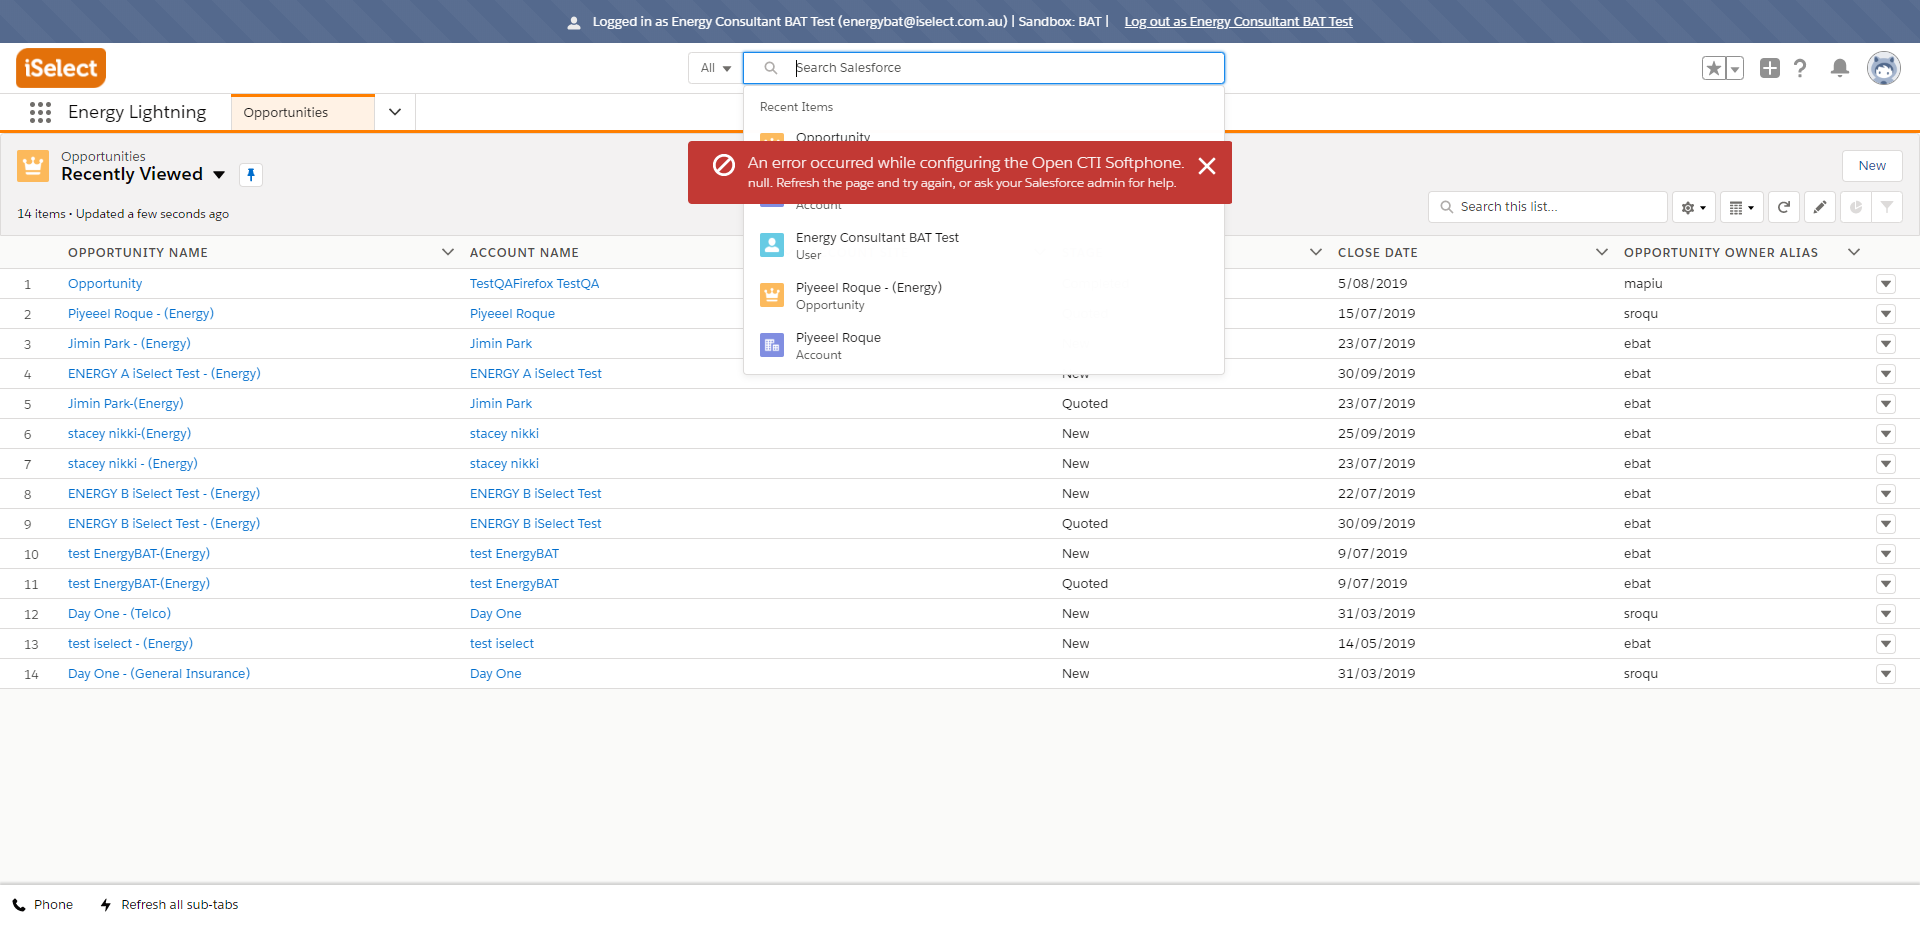 Logged in as Energy Consultant BAT Test (energybat@iselect.com.au) | Sandbox: BAT | Log out as Energy Consultant BAT Test
iSelect
All Search Salesforce
Energy Lightning Opportunities
Recent Items
Opportunity
An error occurred while configuring the Open CTI Softphone.
null. Refresh the page and try again, or ask your Salesforce admin for help.
Account
Energy Consultant BAT Test
User
Piyeeel Roque - (Energy)
Opportunity
Piyeeel Roque
Account
Opportunities
Recently Viewed
New
14 items • Updated a few seconds ago
Search this list...
OPPORTUNITY NAME ACCOUNT NAME CLOSE DATE OPPORTUNITY OWNER ALIAS
1 Opportunity TestQAFirefox TestQA 5/08/2019 mapiu
2 Piyeeel Roque - (Energy) Piyeeel Roque 15/07/2019 sroqu
3 Jimin Park - (Energy) Jimin Park 23/07/2019 ebat
4 ENERGY A iSelect Test - (Energy) ENERGY A iSelect Test New 30/09/2019 ebat
5 Jimin Park-(Energy) Jimin Park Quoted 23/07/2019 ebat
6 stacey nikki-(Energy) stacey nikki New 25/09/2019 ebat
7 stacey nikki - (Energy) stacey nikki New 23/07/2019 ebat
8 ENERGY B iSelect Test - (Energy) ENERGY B iSelect Test New 22/07/2019 ebat
9 ENERGY B iSelect Test - (Energy) ENERGY B iSelect Test Quoted 30/09/2019 ebat
10 test EnergyBAT-(Energy) test EnergyBAT New 9/07/2019 ebat
11 test EnergyBAT-(Energy) test EnergyBAT Quoted 9/07/2019 ebat
12 Day One - (Telco) Day One New 31/03/2019 sroqu
13 test iselect - (Energy) test iselect New 14/05/2019 ebat
14 Day One - (General Insurance) Day One New 31/03/2019 sroqu
Phone Refresh all sub-tabs